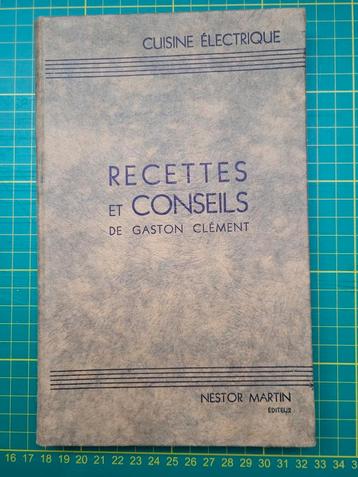 CUISINE ÉLECTRIQUE
RECETTES
ET CONSEILS
DE GASTON CLÉMENT
NESTOR MARTIN
ÉDITEUR
16 17 18 19 20 21 22 23 24 25 26 27 28 29 30 31 32 33 34 3